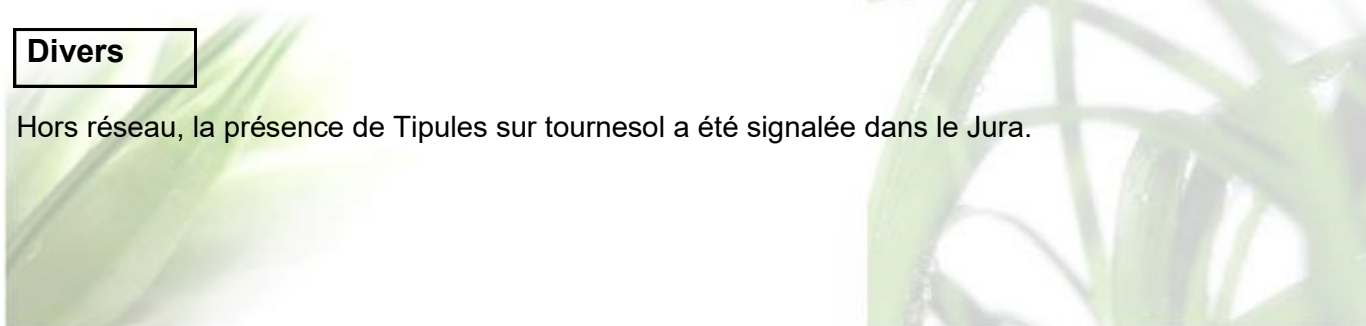 Divers
Hors réseau, la présence de Tipules sur tournesol a été signalée dans le Jura.